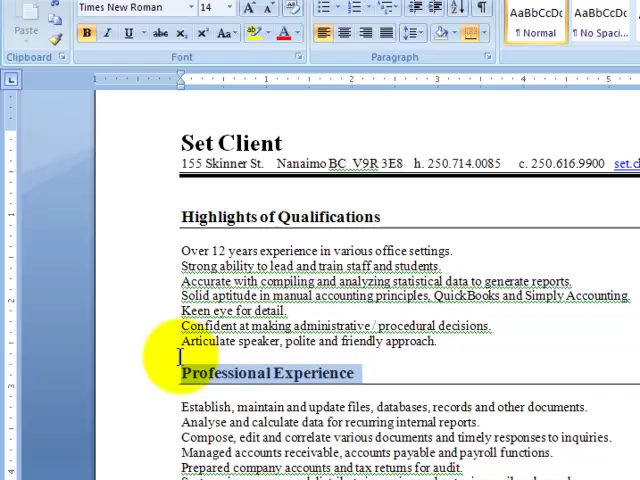 Times New Roman 14
Paste
Clipboard
Font
Paragraph
AaBbCcDc
AaBbCcDc
¶ Normal
¶ No Spaci...
1 2 3 4 5
Set Client
155 Skinner St. Nanaimo BC V9R 3E8 h. 250.714.0085 c. 250.616.9900 set.c
Highlights of Qualifications
Over 12 years experience in various office settings.
Strong ability to lead and train staff and students.
Accurate with compiling and analyzing statistical data to generate reports,
Solid aptitude in manual accounting principles, QuickBooks and Simply Accounting,
Keen eye for detail.
Confident at making administrative / procedural decisions.
Articulate speaker, polite and friendly approach.
Professional Experience
Establish, maintain and update files, databases, records and other documents.
Analyse and calculate data for recurring internal reports.
Compose, edit and correlate various documents and timely responses to inquiries.
Managed accounts receivable, accounts payable and payroll functions.
Prepared company accounts and tax returns for audit.